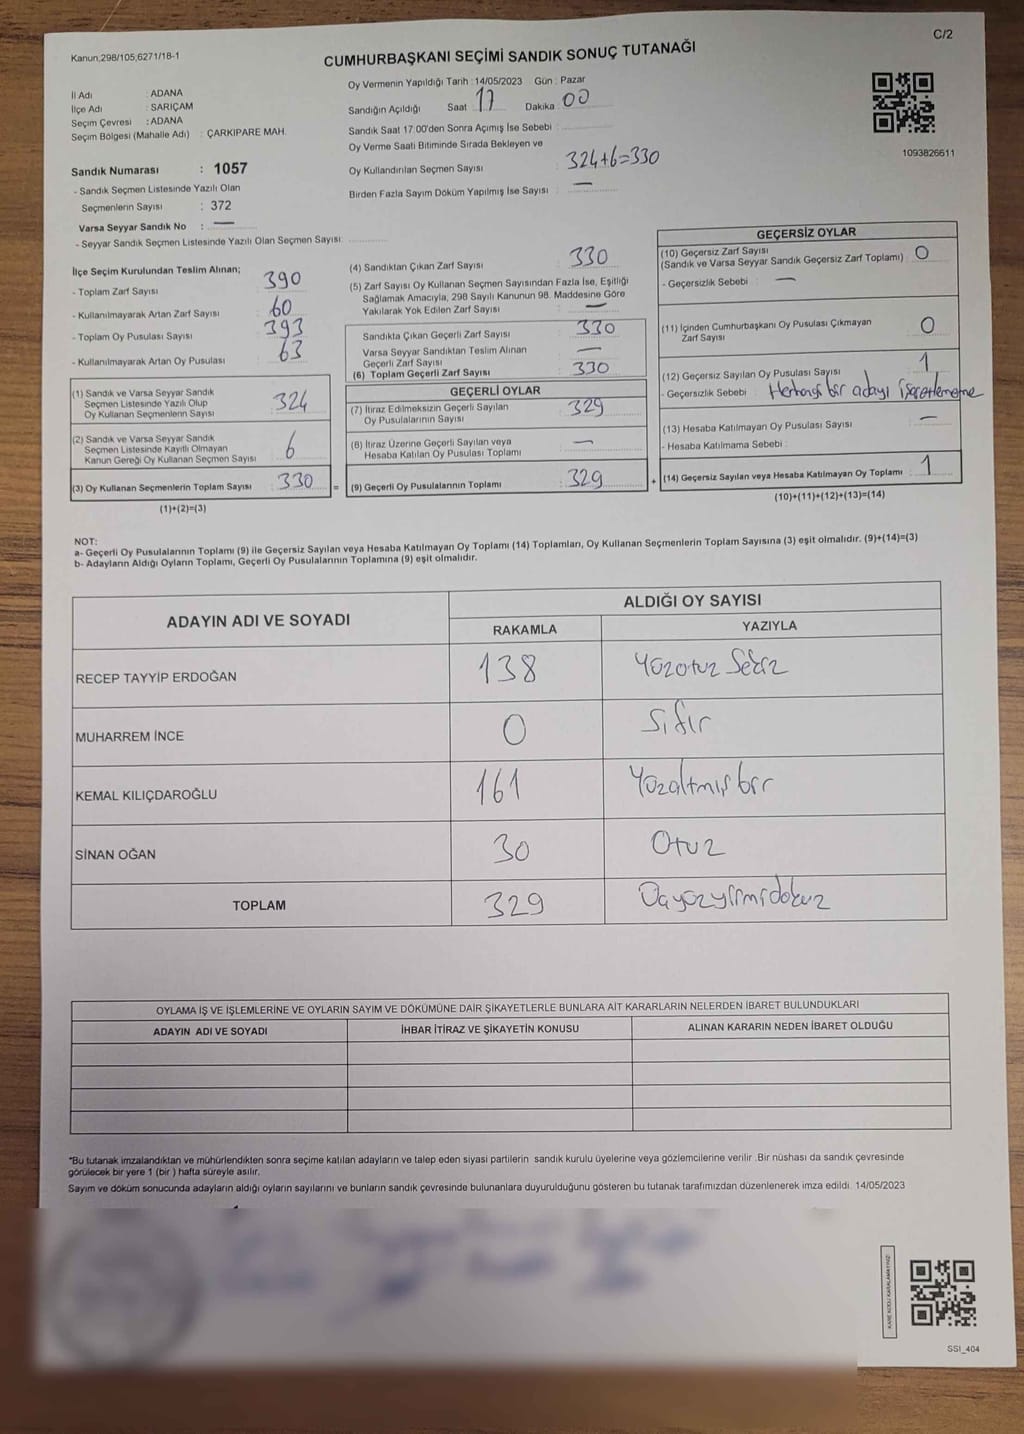 C/2
Kanun,298/105,6271/18-1
CUMHURBAŞKANI SEÇİMİ SANDIK SONUÇ TUTANAĞI
İl Adı : ADANA
İlçe Adı : SARIÇAM
Seçim Çevresi : ADANA
Seçim Bölgesi (Mahalle Adı) : ÇARKIPARE MAH.
Sandık Numarası : 1057
- Sandık Seçmen Listesinde Yazılı Olan
Seçmenlerin Sayısı : 372
Varsa Seyyar Sandık No : —
- Seyyar Sandık Seçmen Listesinde Yazılı Olan Seçmen Sayısı:
Oy Vermenin Yapıldığı Tarih : 14/05/2023 Gün : Pazar
Sandığın Açıldığı Saat 17 Dakika 00
Sandık Saat 17:00'den Sonra Açımış İse Sebebi :
Oy Verme Saati Bitiminde Sırada Bekleyen ve
Oy Kullandırılan Seçmen Sayısı : 324+6=330
Birden Fazla Sayım Döküm Yapılmış İse Sayısı : —
1093826611
İlçe Seçim Kurulundan Teslim Alınan;
- Toplam Zarf Sayısı 390
- Kullanılmayarak Artan Zarf Sayısı : 60
- Toplam Oy Pusulası Sayısı : 393
- Kullanılmayarak Artan Oy Pusulası : 63
(1) Sandık ve Varsa Seyyar Sandık
Seçmen Listesinde Yazılı Olup
Oy Kullanan Seçmenlerin Sayısı : 324
(2) Sandık ve Varsa Seyyar Sandık
Seçmen Listesinde Kayıtlı Olmayan
Kanun Gereği Oy Kullanan Seçmen Sayısı : 6
(3) Oy Kullanan Seçmenlerin Toplam Sayısı : 330
(1)+(2)=(3)
(4) Sandıktan Çıkan Zarf Sayısı : 330
(5) Zarf Sayısı Oy Kullanan Seçmen Sayısından Fazla İse, Eşitliği
Sağlamak Amacıyla, 298 Sayılı Kanunun 98. Maddesine Göre
Yakılarak Yok Edilen Zarf Sayısı : —
Sandıkta Çıkan Geçerli Zarf Sayısı : 330
Varsa Seyyar Sandıktan Teslim Alınan
Geçerli Zarf Sayısı : —
(6) Toplam Geçerli Zarf Sayısı : 330
GEÇERLİ OYLAR
(7) İtiraz Edilmeksizin Geçerli Sayılan
Oy Pusulalarının Sayısı : 329
(8) İtiraz Üzerine Geçerli Sayılan veya
Hesaba Katılan Oy Pusulası Toplamı : —
= (9) Geçerli Oy Pusulalarının Toplamı : 329
GEÇERSİZ OYLAR
(10) Geçersiz Zarf Sayısı
(Sandık ve Varsa Seyyar Sandık Geçersiz Zarf Toplamı) : 0
- Geçersizlik Sebebi : —
(11) İçinden Cumhurbaşkanı Oy Pusulası Çıkmayan
Zarf Sayısı : 0
(12) Geçersiz Sayılan Oy Pusulası Sayısı : 1
- Geçersizlik Sebebi : Herhangi bir adayı işaretlememe
(13) Hesaba Katılmayan Oy Pusulası Sayısı : —
- Hesaba Katılmama Sebebi :
+ (14) Geçersiz Sayılan veya Hesaba Katılmayan Oy Toplamı : 1
(10)+(11)+(12)+(13)=(14)
NOT:
a- Geçerli Oy Pusulalarının Toplamı (9) ile Geçersiz Sayılan veya Hesaba Katılmayan Oy Toplamı (14) Toplamları, Oy Kullanan Seçmenlerin Toplam Sayısına (3) eşit olmalıdır. (9)+(14)=(3)
b- Adayların Aldığı Oyların Toplamı, Geçerli Oy Pusulalarının Toplamına (9) eşit olmalıdır.
ADAYIN ADI VE SOYADI
ALDIĞI OY SAYISI
RAKAMLA YAZIYLA
RECEP TAYYİP ERDOĞAN 138 Yüzotuz Sekiz
MUHARREM İNCE 0 Sıfır
KEMAL KILIÇDAROĞLU 161 Yüzaltmış bir
SİNAN OĞAN 30 Otuz
TOPLAM 329 Üçyüzyirmidokuz
OYLAMA İŞ VE İŞLEMLERİNE VE OYLARIN SAYIM VE DÖKÜMÜNE DAİR ŞİKAYETLERLE BUNLARA AİT KARARLARIN NELERDEN İBARET BULUNDUKLARI
ADAYIN ADI VE SOYADI İHBAR İTİRAZ VE ŞİKAYETİN KONUSU ALINAN KARARIN NEDEN İBARET OLDUĞU
*Bu tutanak imzalandıktan ve mühürlendikten sonra seçime katılan adayların ve talep eden siyasi partilerin sandık kurulu üyelerine veya gözlemcilerine verilir .Bir nüshası da sandık çevresinde
görülecek bir yere 1 (bir ) hafta süreyle asılır.
Sayım ve döküm sonucunda adayların aldığı oyların sayılarını ve bunların sandık çevresinde bulunanlara duyurulduğunu gösteren bu tutanak tarafımızdan düzenlenerek imza edildi. 14/05/2023
KARE KODU KARALAMAYINIZ!
SSI_404